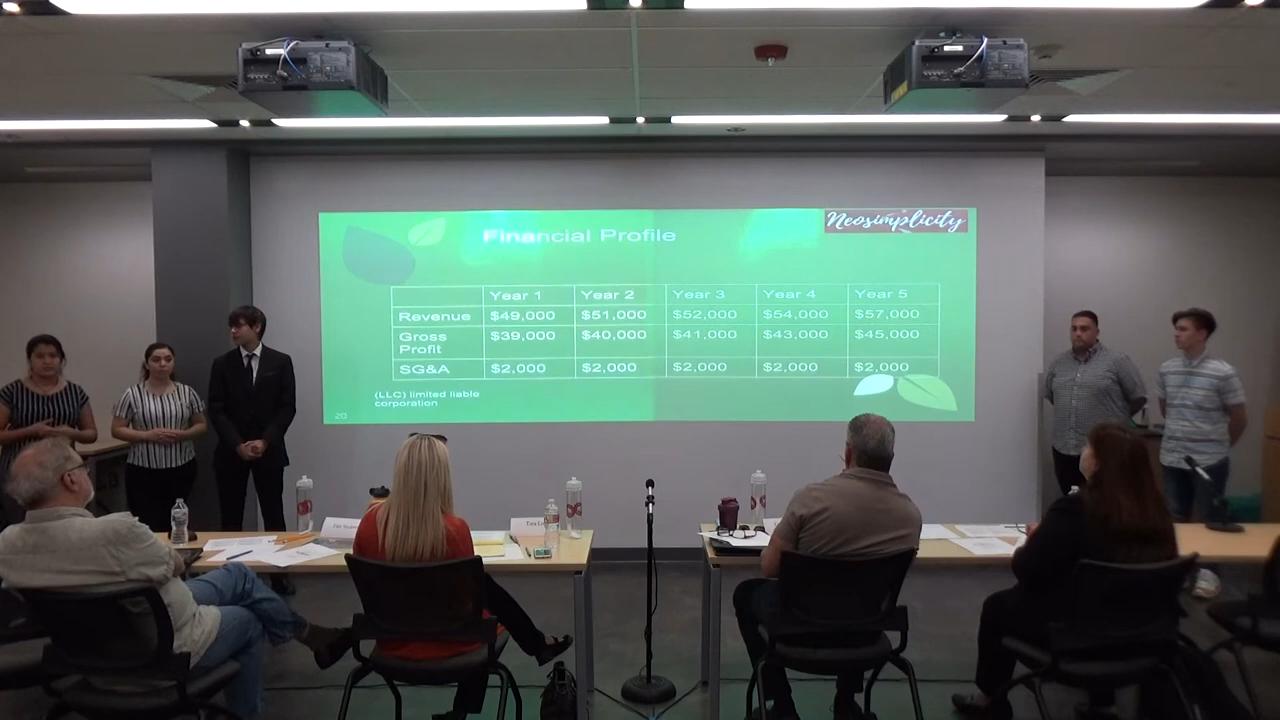 Neosimplicity
Financial Profile
Year 1 Year 2 Year 3 Year 4 Year 5
Revenue $49,000 $51,000 $52,000 $54,000 $57,000
Gross
Profit $39,000 $40,000 $41,000 $43,000 $45,000
SG&A $2,000 $2,000 $2,000 $2,000 $2,000
(LLC) limited liable
corporation
20